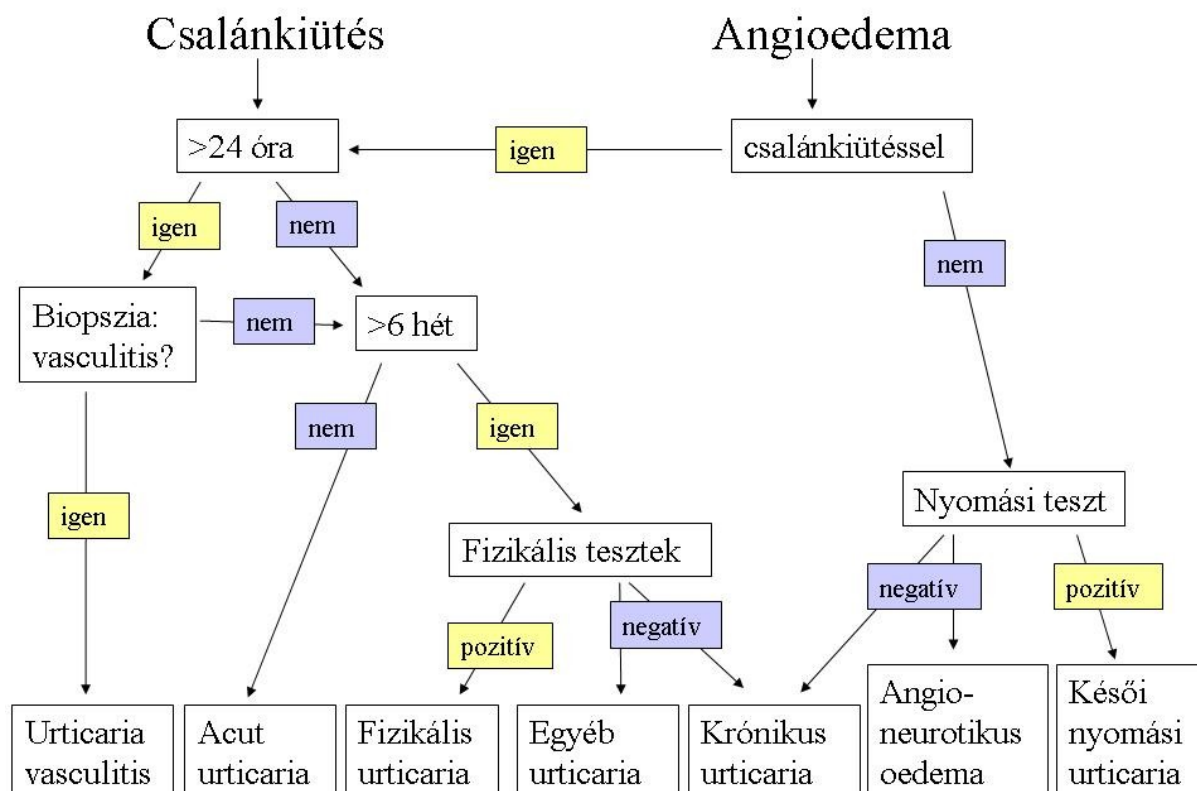 Csalánkiütés
Angioedema
>24 óra
igen
csalánkiütéssel
igen
nem
nem
Biopszia:
vasculitis?
nem
>6 hét
nem
igen
igen
Nyomási teszt
Fizikális tesztek
negatív
pozitív
pozitív
negatív
Urticaria
vasculitis
Acut
urticaria
Fizikális
urticaria
Egyéb
urticaria
Krónikus
urticaria
Angio-
neurotikus
oedema
Késői
nyomási
urticaria